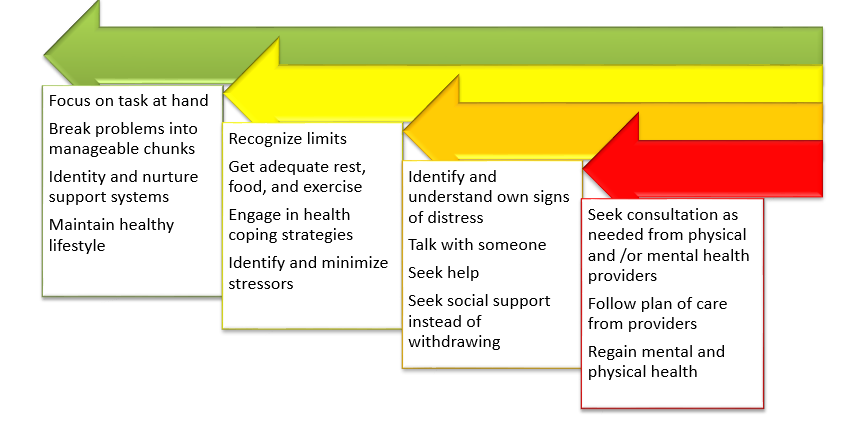 Focus on task at hand
Break problems into
manageable chunks
Identity and nurture
support systems
Maintain healthy
lifestyle
Recognize limits
Get adequate rest,
food, and exercise
Engage in health
coping strategies
Identify and minimize
stressors
Identify and
understand own signs
of distress
Talk with someone
Seek help
Seek social support
instead of
withdrawing
Seek consultation as
needed from physical
and /or mental health
providers
Follow plan of care
from providers
Regain mental and
physical health